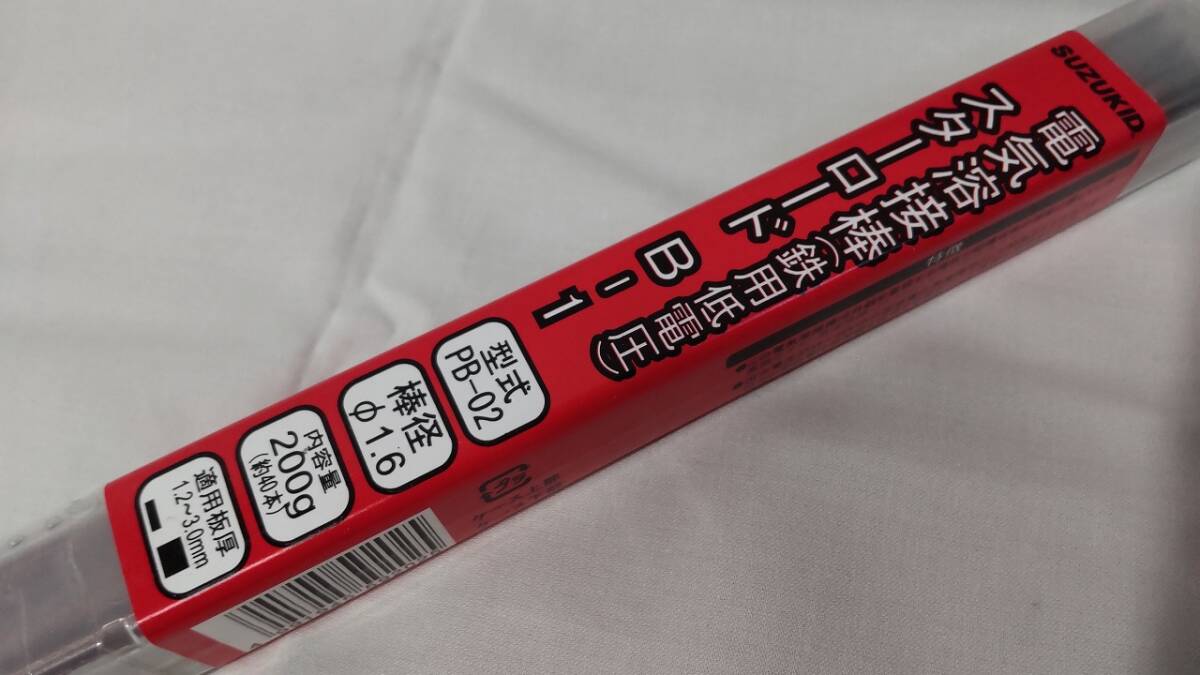 SUZUKID
電気溶接棒(鉄用低電圧)
スターロード B-1
型式
PB-02
棒径
φ1.6
内容量
200g
(約40本)
適用板厚
1.2~3.0mm